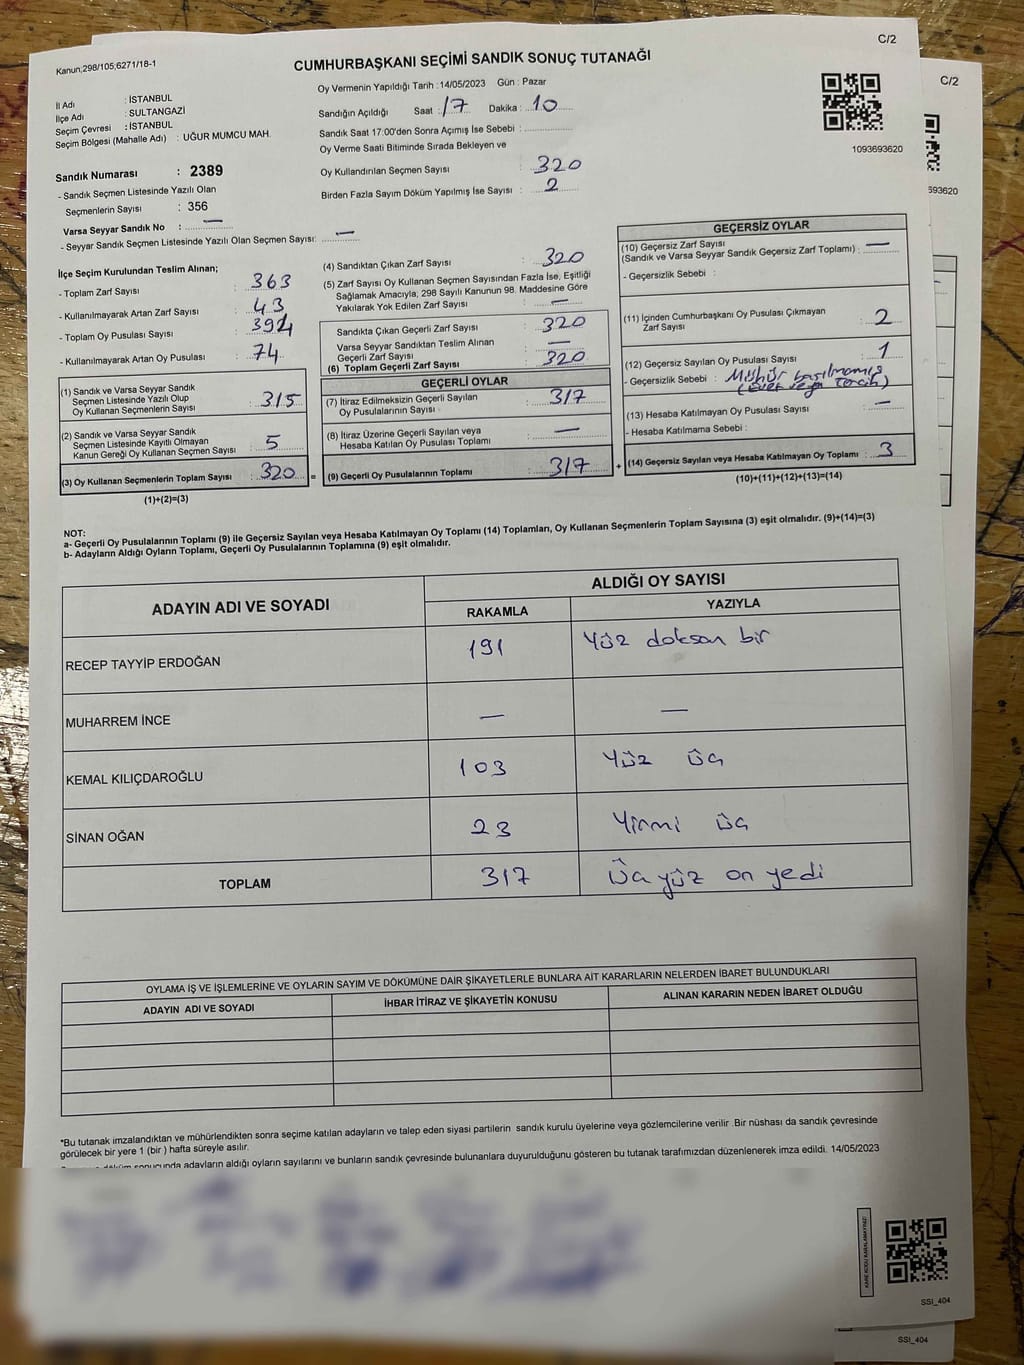 C/2
Kanun;298/105,6271/18-1
CUMHURBAŞKANI SEÇİMİ SANDIK SONUÇ TUTANAĞI
C/2
İl Adı : İSTANBUL
İlçe Adı : SULTANGAZİ
Seçim Çevresi : İSTANBUL
Seçim Bölgesi (Mahalle Adı) : UĞUR MUMCU MAH.
Oy Vermenin Yapıldığı Tarih :14/05/2023 Gün : Pazar
Sandığın Açıldığı Saat : 17 Dakika : 10
Sandık Saat 17:00'den Sonra Açımış İse Sebebi :
Oy Verme Saati Bitiminde Sırada Bekleyen ve
Oy Kullandırılan Seçmen Sayısı : 320
Birden Fazla Sayım Döküm Yapılmış İse Sayısı : 2
1093693620
593620
Sandık Numarası : 2389
- Sandık Seçmen Listesinde Yazılı Olan
Seçmenlerin Sayısı : 356
Varsa Seyyar Sandık No : —
- Seyyar Sandık Seçmen Listesinde Yazılı Olan Seçmen Sayısı: —
İlçe Seçim Kurulundan Teslim Alınan;
- Toplam Zarf Sayısı : 363
- Kullanılmayarak Artan Zarf Sayısı : 43
- Toplam Oy Pusulası Sayısı : 394
- Kullanılmayarak Artan Oy Pusulası : 74
(1) Sandık ve Varsa Seyyar Sandık
Seçmen Listesinde Yazılı Olup
Oy Kullanan Seçmenlerin Sayısı : 315
(2) Sandık ve Varsa Seyyar Sandık
Seçmen Listesinde Kayıtlı Olmayan
Kanun Gereği Oy Kullanan Seçmen Sayısı : 5
(3) Oy Kullanan Seçmenlerin Toplam Sayısı : 320 =
(1)+(2)=(3)
(4) Sandıktan Çıkan Zarf Sayısı : 320
(5) Zarf Sayısı Oy Kullanan Seçmen Sayısından Fazla İse, Eşitliği
Sağlamak Amacıyla; 298 Sayılı Kanunun 98. Maddesine Göre
Yakılarak Yok Edilen Zarf Sayısı : —
Sandıkta Çıkan Geçerli Zarf Sayısı : 320
Varsa Seyyar Sandıktan Teslim Alınan
Geçerli Zarf Sayısı : —
(6) Toplam Geçerli Zarf Sayısı : 320
GEÇERLİ OYLAR
(7) İtiraz Edilmeksizin Geçerli Sayılan
Oy Pusulalarının Sayısı : 317
(8) İtiraz Üzerine Geçerli Sayılan veya
Hesaba Katılan Oy Pusulası Toplamı : —
(9) Geçerli Oy Pusulalarının Toplamı : 317 +
GEÇERSİZ OYLAR
(10) Geçersiz Zarf Sayısı
(Sandık ve Varsa Seyyar Sandık Geçersiz Zarf Toplamı) : —
- Geçersizlik Sebebi :
(11) İçinden Cumhurbaşkanı Oy Pusulası Çıkmayan
Zarf Sayısı : 2
(12) Geçersiz Sayılan Oy Pusulası Sayısı : 1
- Geçersizlik Sebebi : Mühür basılmamış
(Evet veya Tercih)
(13) Hesaba Katılmayan Oy Pusulası Sayısı : —
- Hesaba Katılmama Sebebi :
(14) Geçersiz Sayılan veya Hesaba Katılmayan Oy Toplamı : 3
(10)+(11)+(12)+(13)=(14)
NOT:
a- Geçerli Oy Pusulalarının Toplamı (9) ile Geçersiz Sayılan veya Hesaba Katılmayan Oy Toplamı (14) Toplamları, Oy Kullanan Seçmenlerin Toplam Sayısına (3) eşit olmalıdır. (9)+(14)=(3)
b- Adayların Aldığı Oyların Toplamı, Geçerli Oy Pusulalarının Toplamına (9) eşit olmalıdır.
ADAYIN ADI VE SOYADI ALDIĞI OY SAYISI
RAKAMLA YAZIYLA
RECEP TAYYİP ERDOĞAN 191 Yüz doksan bir
MUHARREM İNCE — —
KEMAL KILIÇDAROĞLU 103 Yüz üç
SİNAN OĞAN 23 Yirmi üç
TOPLAM 317 Üç yüz on yedi
OYLAMA İŞ VE İŞLEMLERİNE VE OYLARIN SAYIM VE DÖKÜMÜNE DAİR ŞİKAYETLERLE BUNLARA AİT KARARLARIN NELERDEN İBARET BULUNDUKLARI
ADAYIN ADI VE SOYADI İHBAR İTİRAZ VE ŞİKAYETİN KONUSU ALINAN KARARIN NEDEN İBARET OLDUĞU
*Bu tutanak imzalandıktan ve mühürlendikten sonra seçime katılan adayların ve talep eden siyasi partilerin sandık kurulu üyelerine veya gözlemcilerine verilir .Bir nüshası da sandık çevresinde
görülecek bir yere 1 (bir ) hafta süreyle asılır.
sonucunda adayların aldığı oyların sayılarını ve bunların sandık çevresinde bulunanlara duyurulduğunu gösteren bu tutanak tarafımızdan düzenlenerek imza edildi. 14/05/2023
KAREKODU KARALAMAYINIZ!
SSI_404
SSI_404